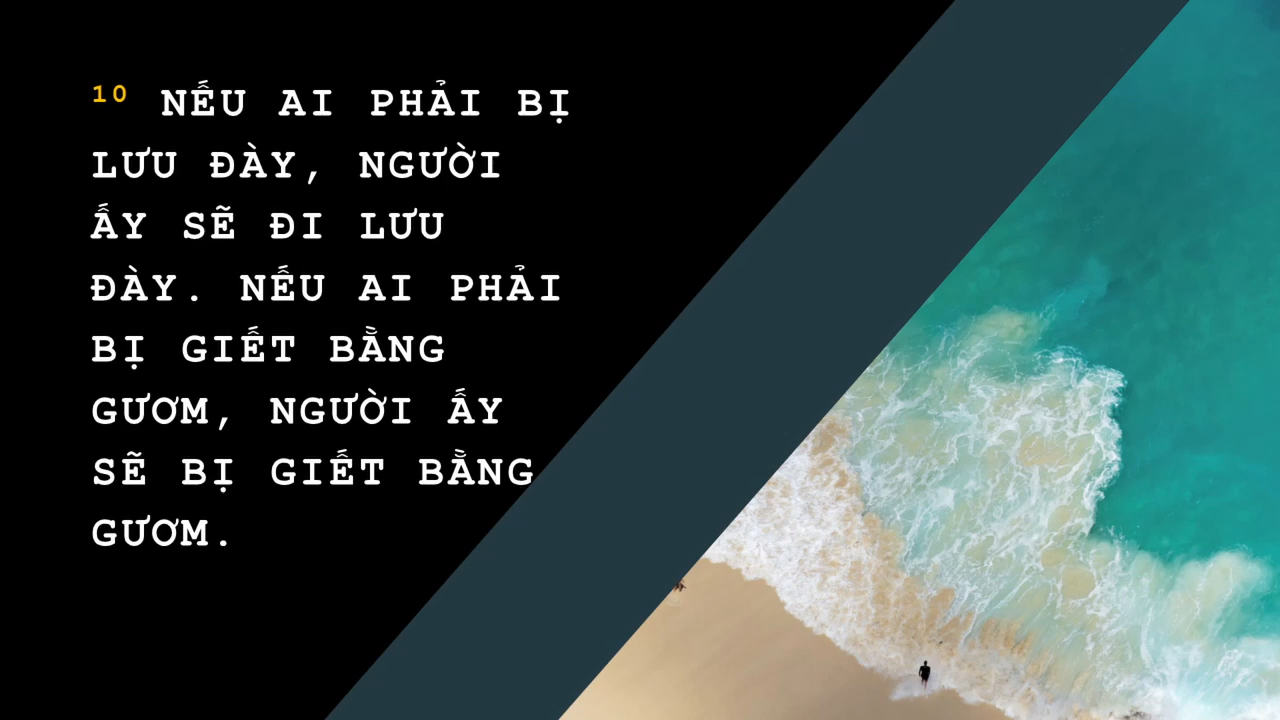 10 NẾU AI PHẢI BỊ
LƯU ĐÀY, NGƯỜI
ẤY SẼ ĐI LƯU
ĐÀY. NẾU AI PHẢI
BỊ GIẾT BẰNG
GƯƠM, NGƯỜI ẤY
SẼ BỊ GIẾT BẰNG
GƯƠM.